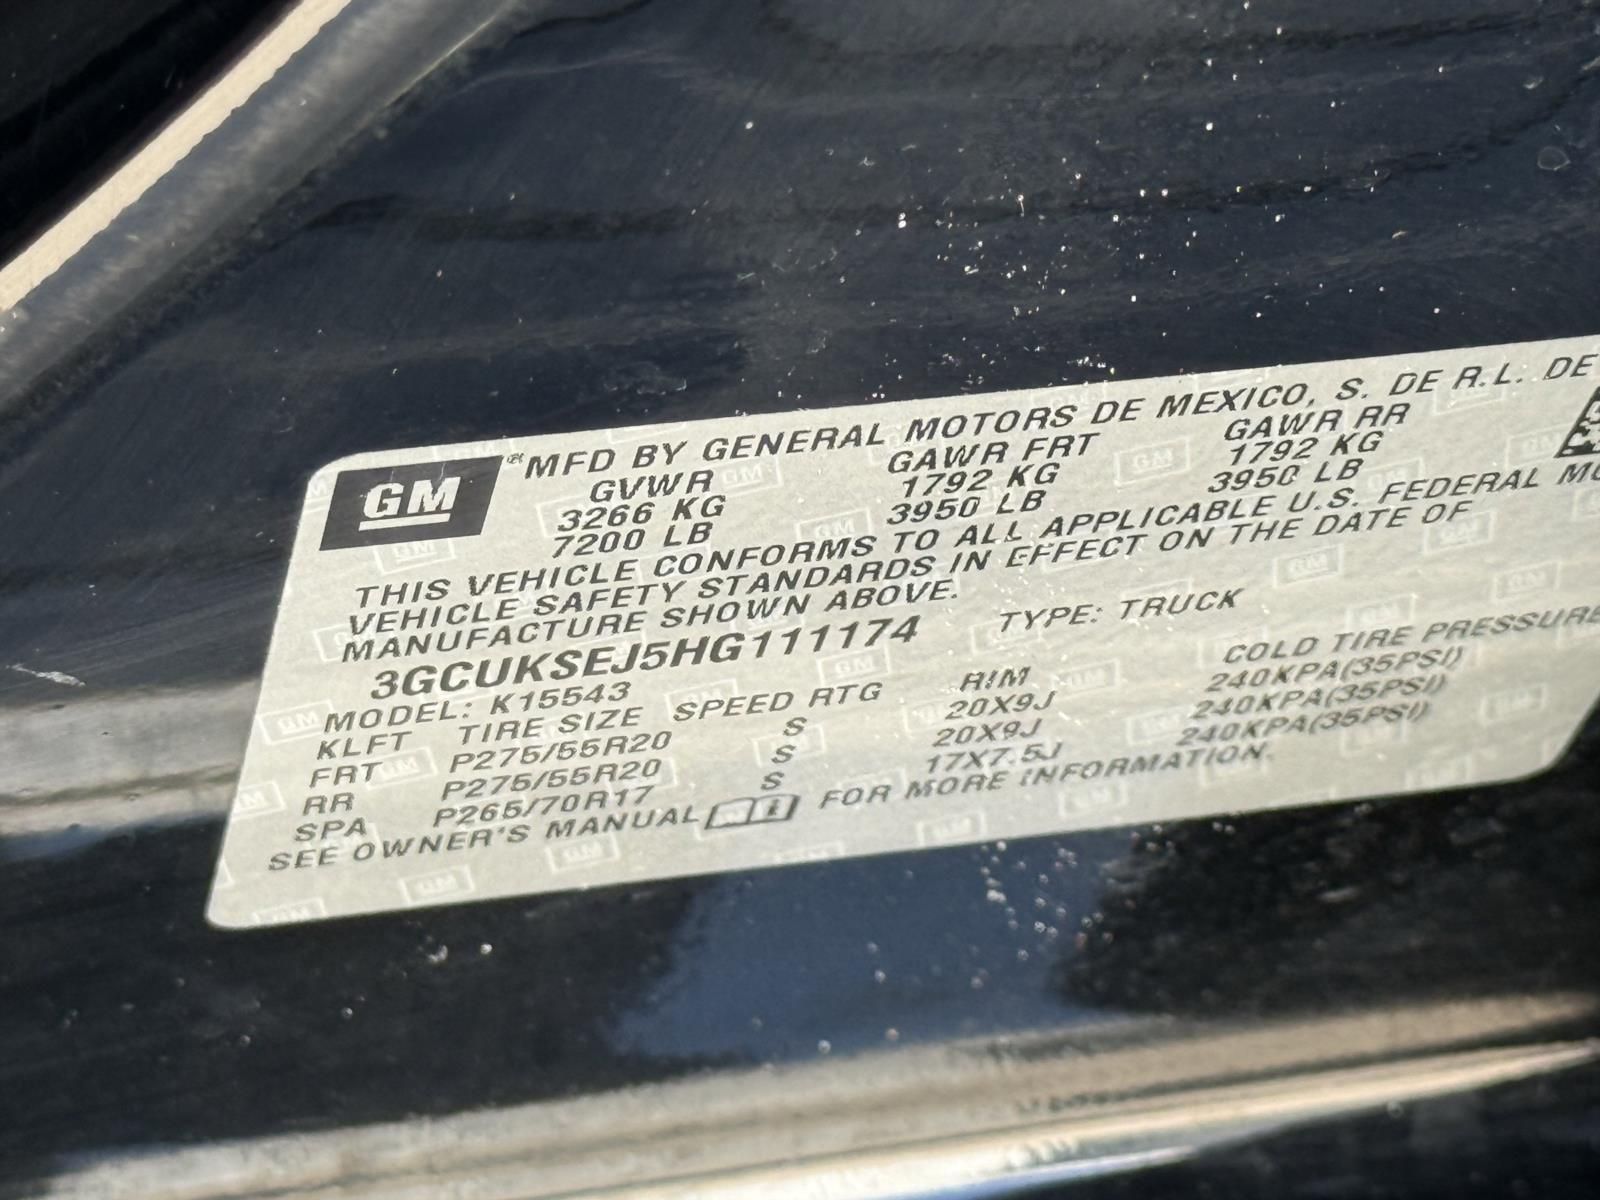 GM ® MFD BY GENERAL MOTORS DE MEXICO, S. DE R.L. DE
GVWR GAWR FRT GAWR RR
3266 KG 1792 KG 1792 KG
7200 LB 3950 LB 3950 LB
THIS VEHICLE CONFORMS TO ALL APPLICABLE U.S. FEDERAL MO
VEHICLE SAFETY STANDARDS IN EFFECT ON THE DATE OF
MANUFACTURE SHOWN ABOVE.
3GCUKSEJ5HG111174 TYPE: TRUCK
MODEL: K15543
KLFT TIRE SIZE SPEED RTG RIM COLD TIRE PRESSURE
FRT P275/55R20 S 20X9J 240KPA(35PSI)
RR P275/55R20 S 20X9J 240KPA(35PSI)
SPA P265/70R17 S 17X7.5J 240KPA(35PSI)
SEE OWNER'S MANUAL i FOR MORE INFORMATION.